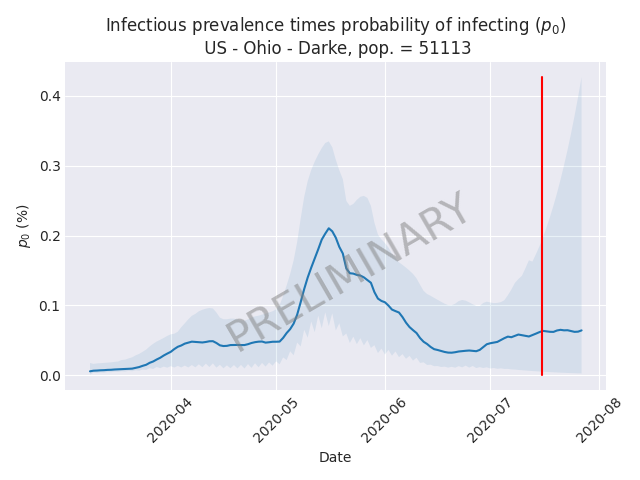 Infectious prevalence times probability of infecting (p₀)
US - Ohio - Darke, pop. = 51113
0.4
0.3
0.2
0.1
0.0
p₀ (%)
PRELIMINARY
2020-04
2020-05
2020-06
2020-07
2020-08
Date